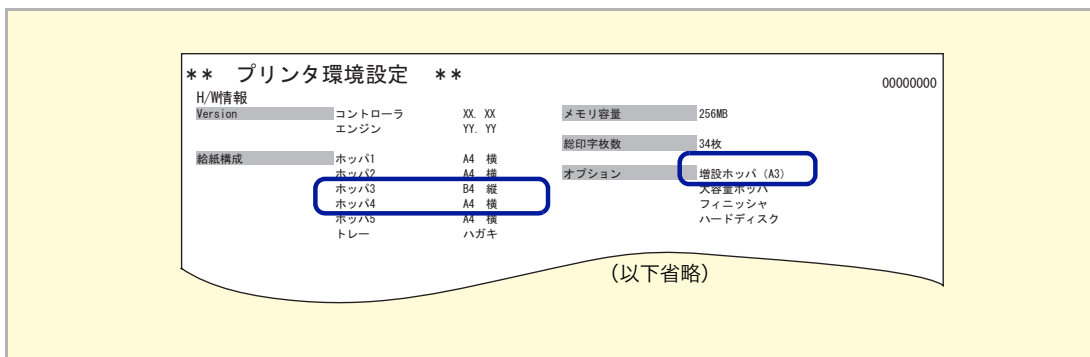 ** プリンタ環境設定 **
00000000
H/W情報
Version コントローラ XX. XX
エンジン YY. YY
給紙構成 ホッパ1 A4 横
ホッパ2 A4 横
ホッパ3 B4 縦
ホッパ4 A4 横
ホッパ5 A4 横
トレー ハガキ
メモリ容量 256MB
総印字枚数 34枚
オプション 増設ホッパ（A3）
大容量ホッパ
フィニッシャ
ハードディスク
（以下省略）